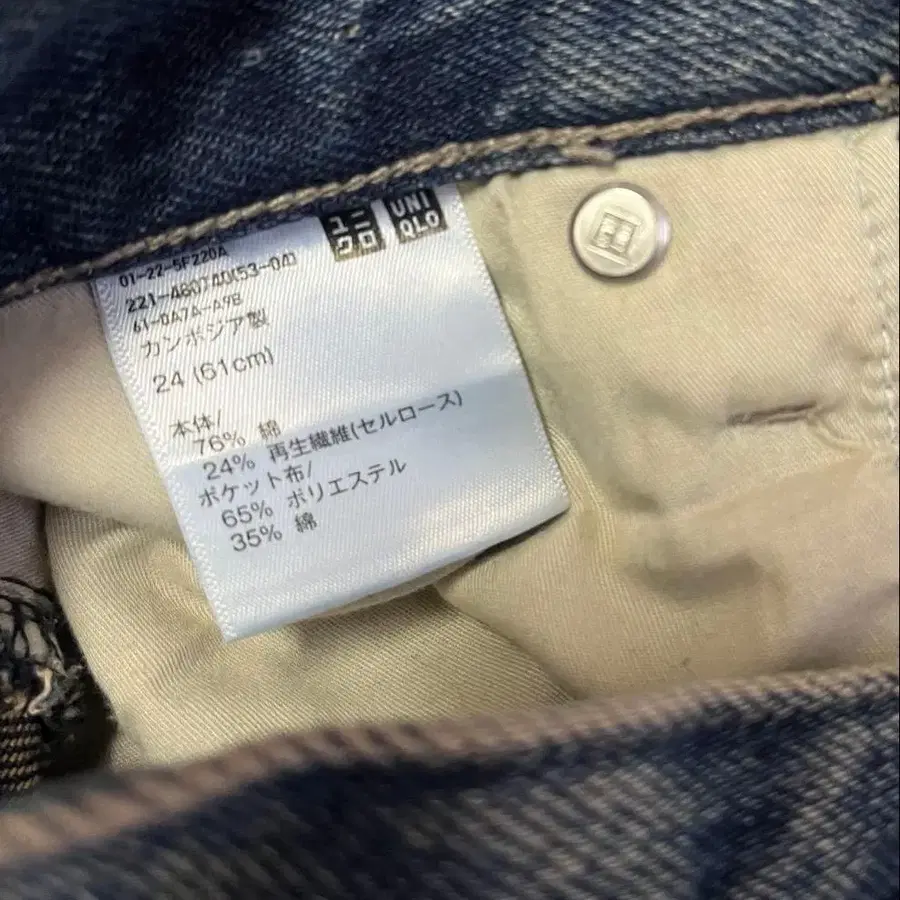 ユニクロ
UNIQLO
01-22-5F220A
221-480740(53-04)
61-0A7A-A9B
カンボジア製
24 (61cm)
本体/
76% 綿
24% 再生繊維(セルロース)
ポケット布/
65% ポリエステル
35% 綿